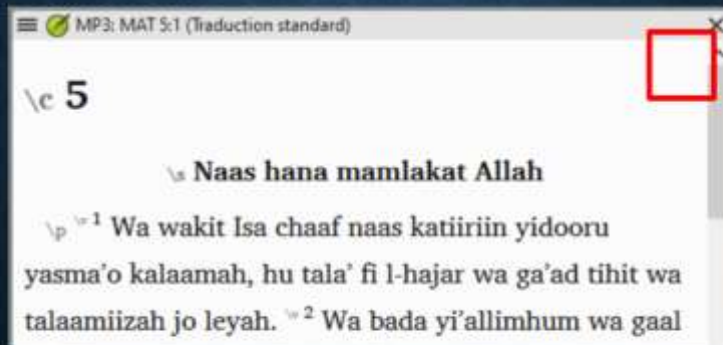 MP3: MAT 5:1 (Traduction standard)
\c 5
\s Naas hana mamlakat Allah
\p \v 1 Wa wakit Isa chaaf naas katiiriin yidooru
yasma'o kalaamah, hu tala' fi l-hajar wa ga'ad tihit wa
talaamiizah jo leyah. \v 2 Wa bada yi'allimhum wa gaal